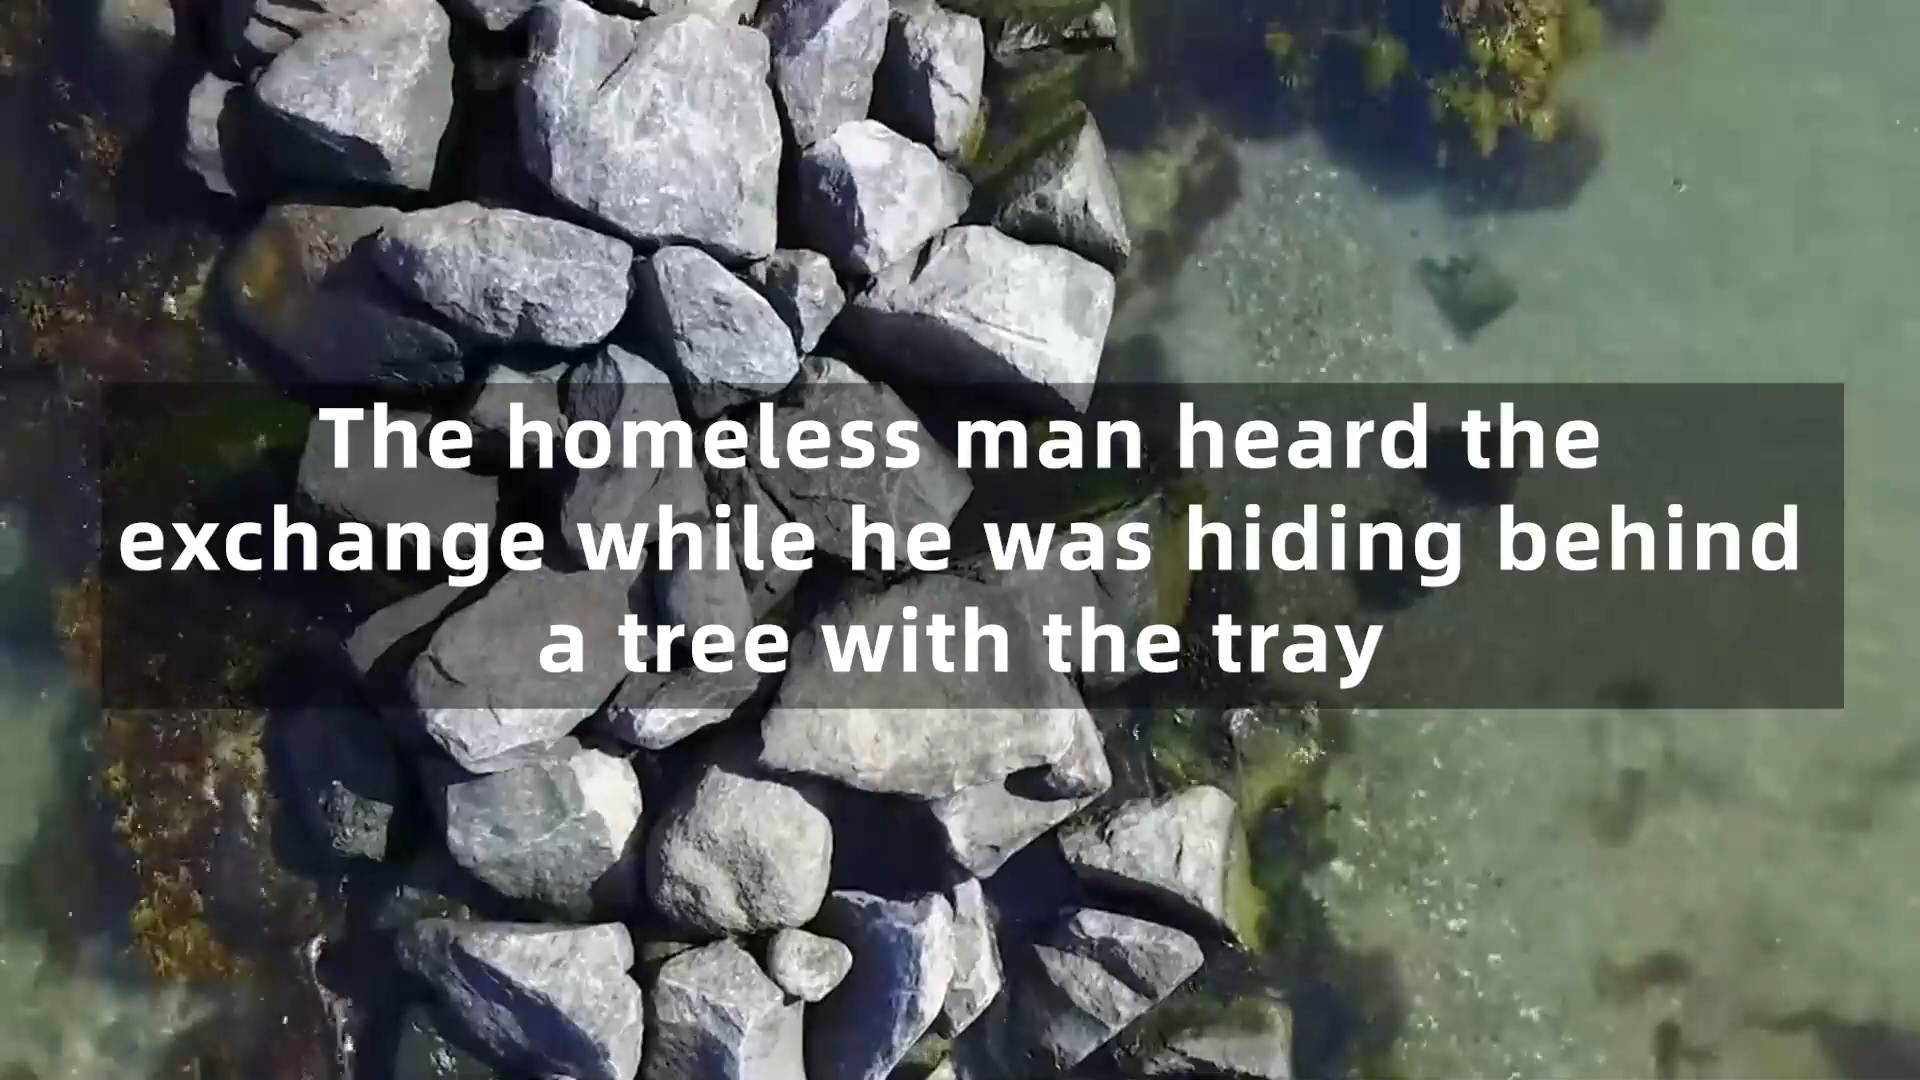 The homeless man heard the
exchange while he was hiding behind
a tree with the tray